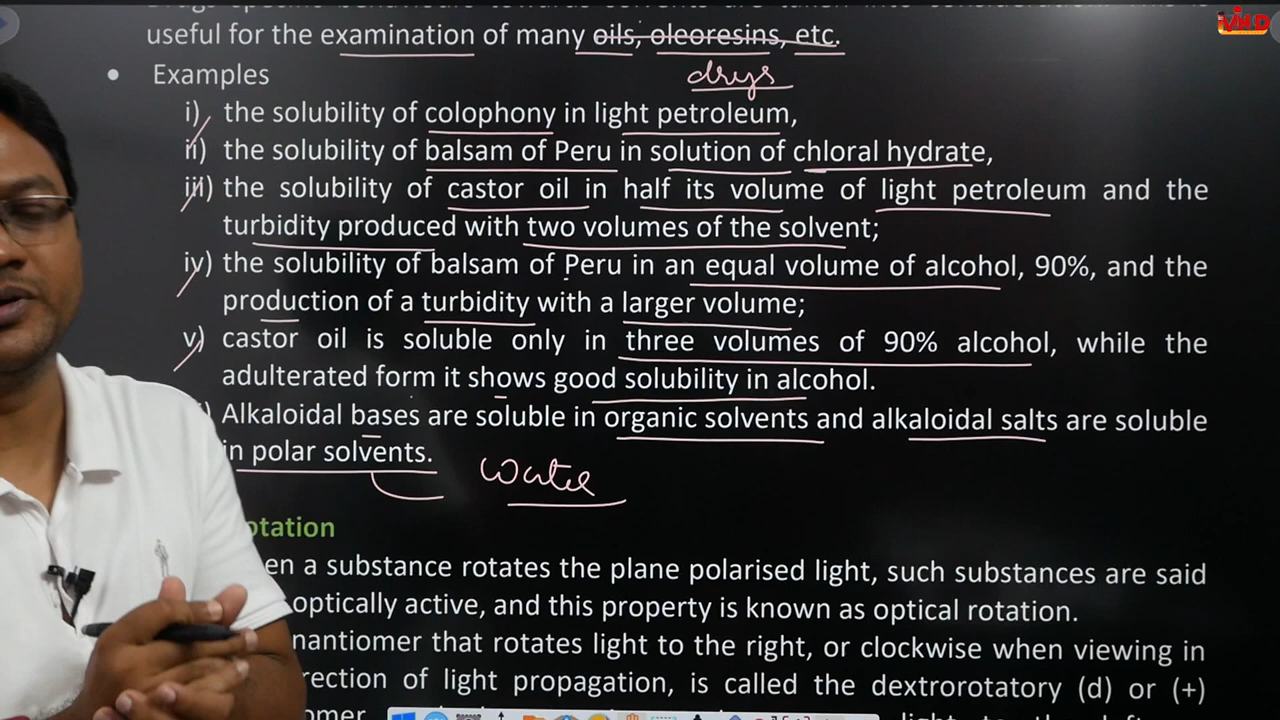 useful for the examination of many oils, oleoresins, etc.
• Examples
drugs
i) the solubility of colophony in light petroleum,
ii) the solubility of balsam of Peru in solution of chloral hydrate,
iii) the solubility of castor oil in half its volume of light petroleum and the
turbidity produced with two volumes of the solvent;
iv) the solubility of balsam of Peru in an equal volume of alcohol, 90%, and the
production of a turbidity with a larger volume;
v) castor oil is soluble only in three volumes of 90% alcohol, while the
adulterated form it shows good solubility in alcohol.
) Alkaloidal bases are soluble in organic solvents and alkaloidal salts are soluble
in polar solvents.
water
otation
en a substance rotates the plane polarised light, such substances are said
optically active, and this property is known as optical rotation.
nantiomer that rotates light to the right, or clockwise when viewing in
rection of light propagation, is called the dextrorotatory (d) or (+)
omer